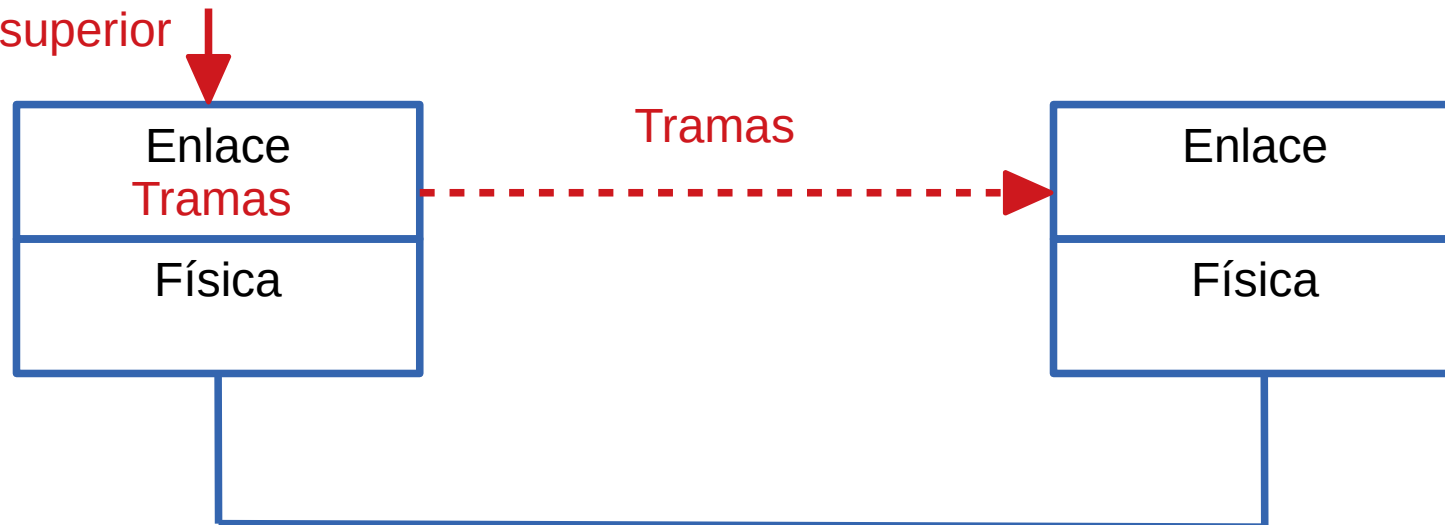 superior
Tramas
Enlace
Tramas
Física
Enlace
Física